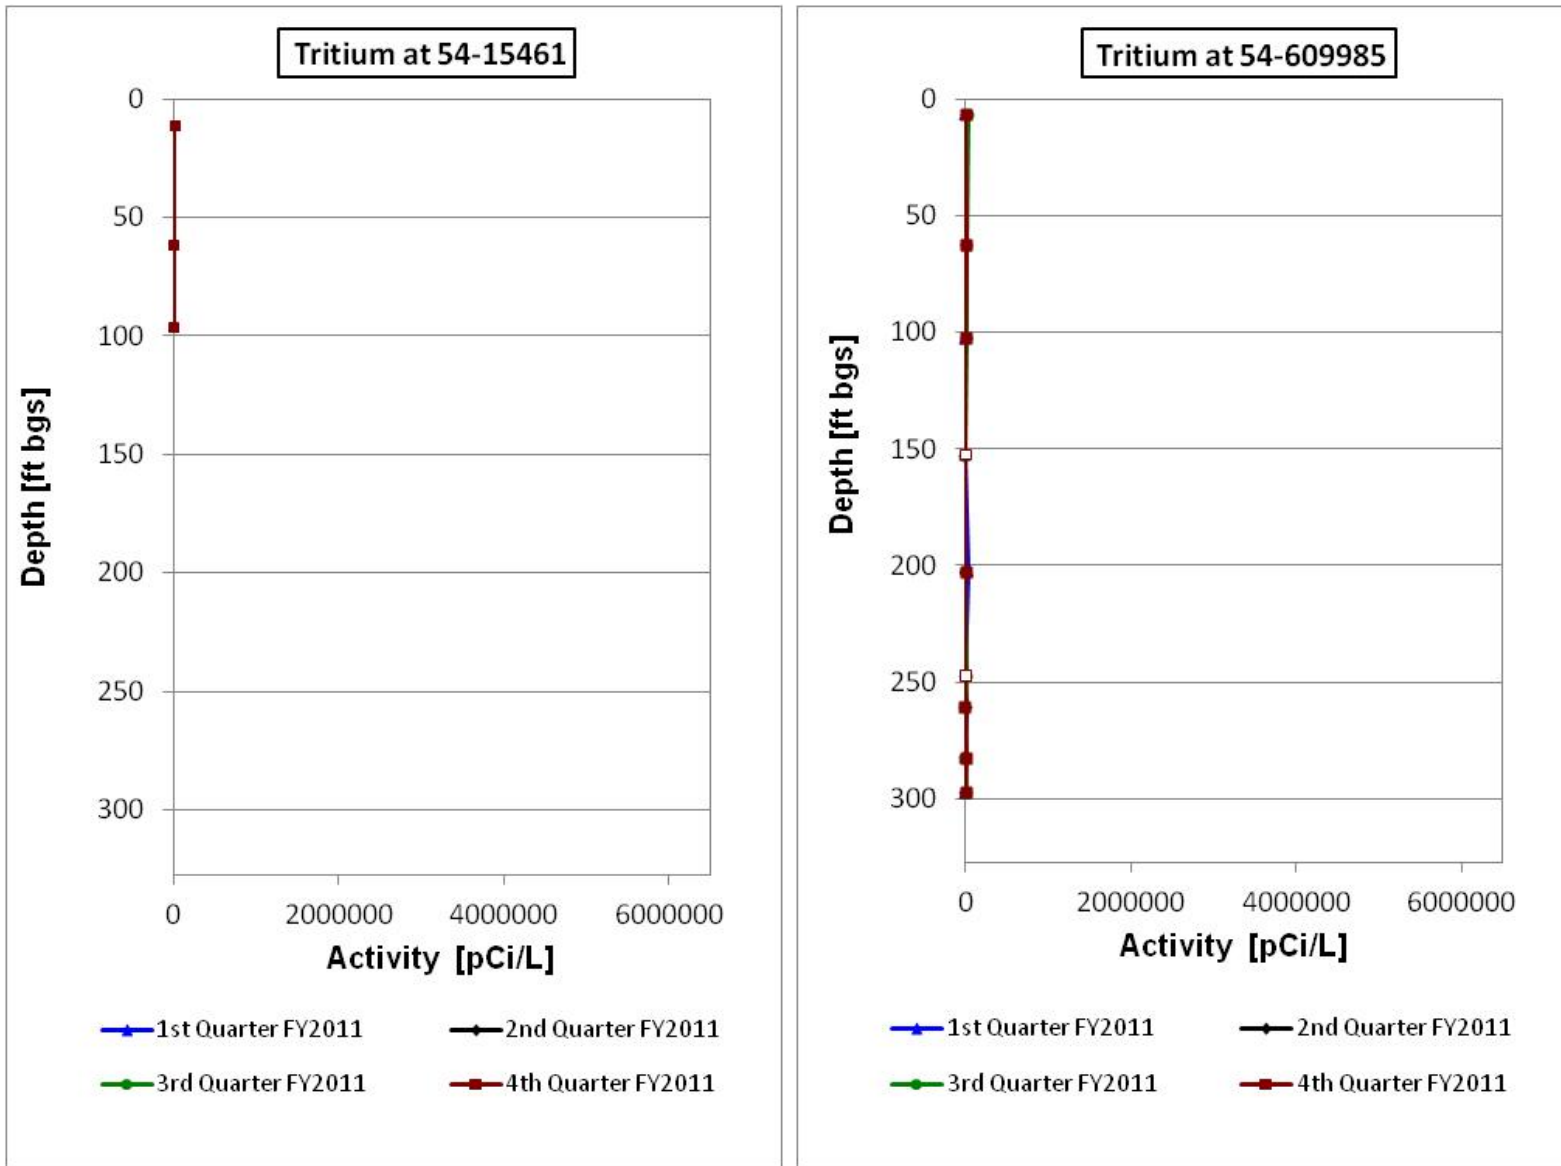 Tritium at 54-15461
0
50
100
150
200
250
300
Depth [ft bgs]
0 2000000 4000000 6000000
Activity [pCi/L]
1st Quarter FY2011 2nd Quarter FY2011
3rd Quarter FY2011 4th Quarter FY2011
Tritium at 54-609985
0
50
100
150
200
250
300
Depth [ft bgs]
0 2000000 4000000 6000000
Activity [pCi/L]
1st Quarter FY2011 2nd Quarter FY2011
3rd Quarter FY2011 4th Quarter FY2011